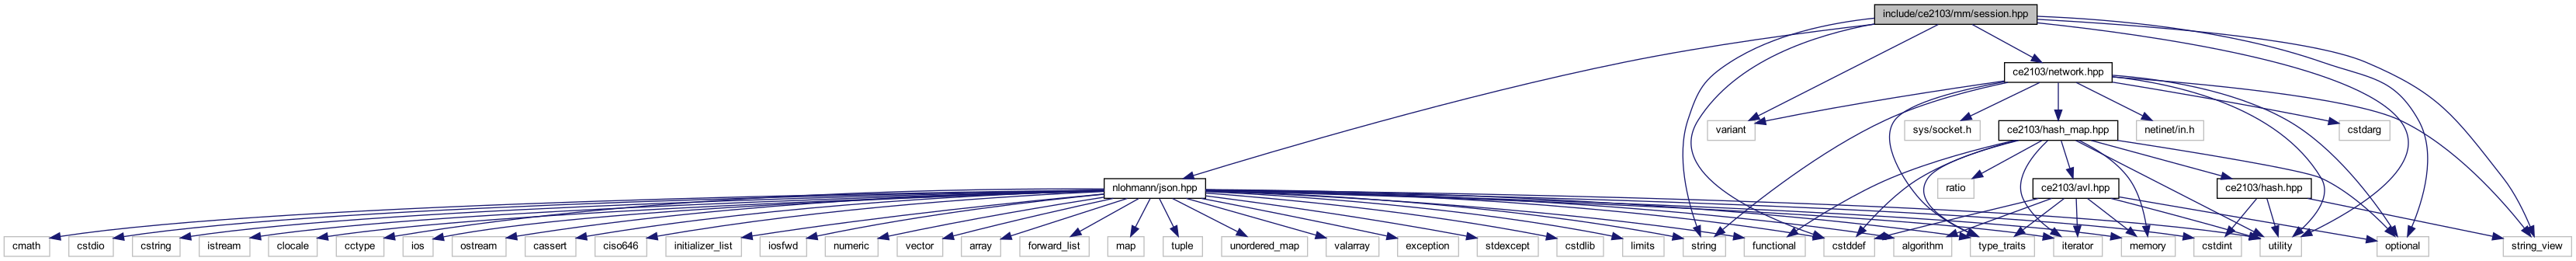 include/ce2103/mm/session.hpp
ce2103/network.hpp
variant
sys/socket.h
ce2103/hash_map.hpp
netinet/in.h
cstdarg
nlohmann/json.hpp
ratio
ce2103/avl.hpp
ce2103/hash.hpp
cmath
cstdio
cstring
istream
clocale
cctype
ios
ostream
cassert
ciso646
initializer_list
iosfwd
numeric
vector
array
forward_list
map
tuple
unordered_map
valarray
exception
stdexcept
cstdlib
limits
string
functional
cstddef
algorithm
type_traits
iterator
memory
cstdint
utility
optional
string_view